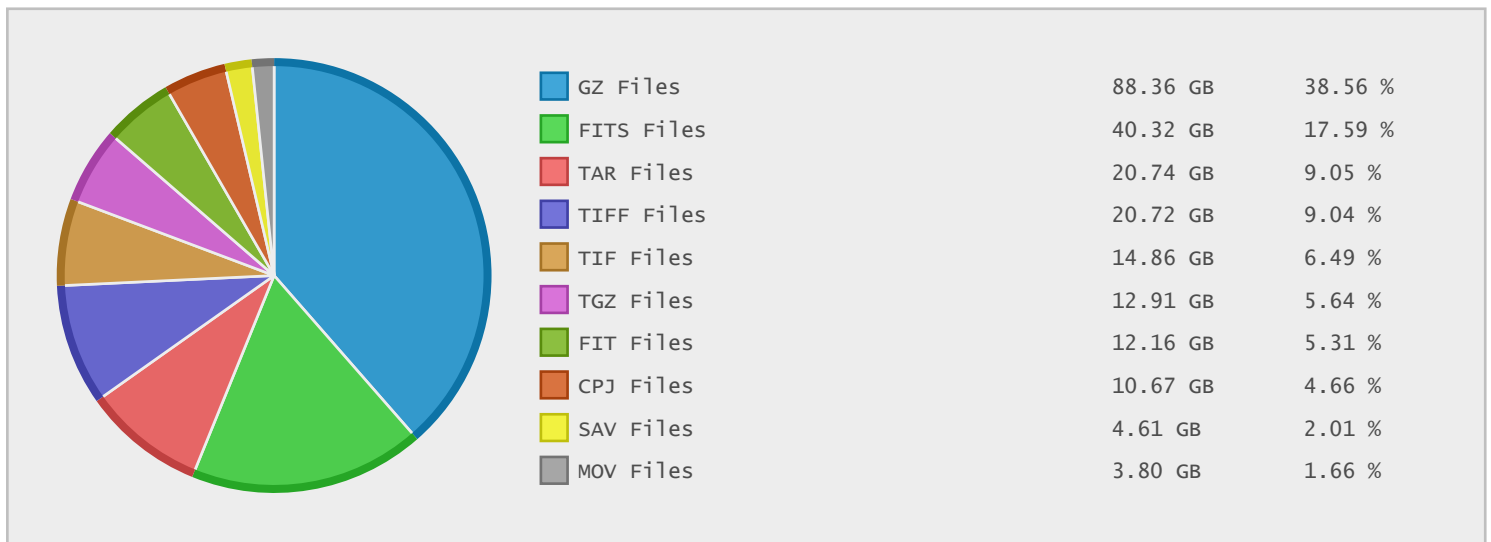 GZ Files 88.36 GB 38.56 %
FITS Files 40.32 GB 17.59 %
TAR Files 20.74 GB 9.05 %
TIFF Files 20.72 GB 9.04 %
TIF Files 14.86 GB 6.49 %
TGZ Files 12.91 GB 5.64 %
FIT Files 12.16 GB 5.31 %
CPJ Files 10.67 GB 4.66 %
SAV Files 4.61 GB 2.01 %
MOV Files 3.80 GB 1.66 %